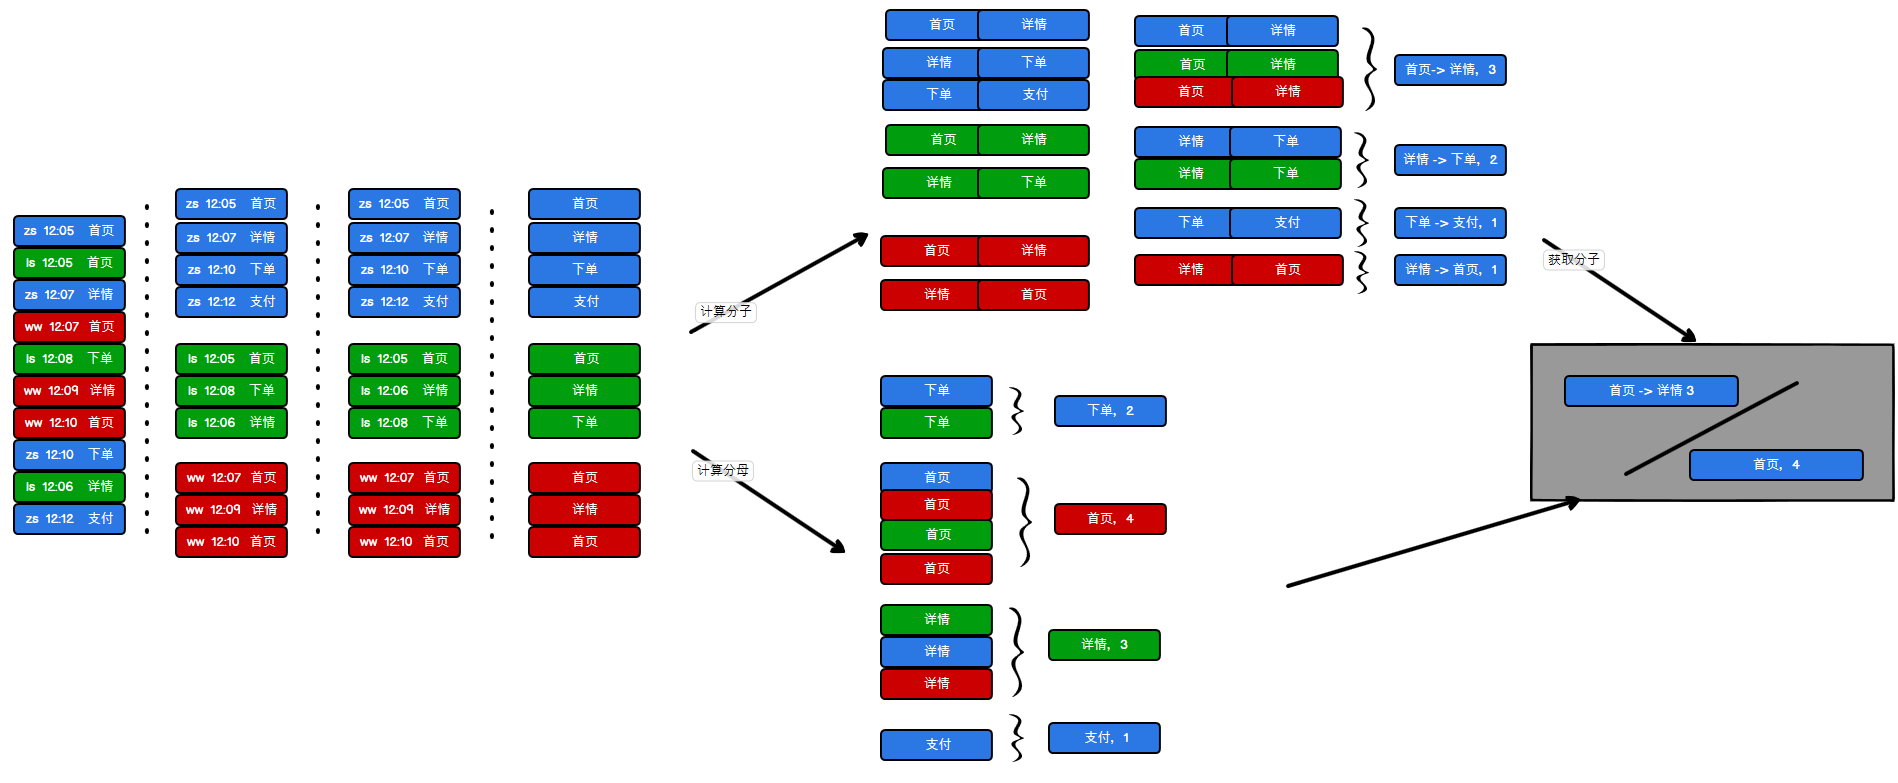 zs 12:05 首页
ls 12:05 首页
zs 12:07 详情
ww 12:07 首页
ls 12:08 下单
ww 12:09 详情
ww 12:10 首页
zs 12:10 下单
ls 12:06 详情
zs 12:12 支付
zs 12:05 首页
zs 12:07 详情
zs 12:10 下单
zs 12:12 支付
ls 12:05 首页
ls 12:08 下单
ls 12:06 详情
ww 12:07 首页
ww 12:09 详情
ww 12:10 首页
zs 12:05 首页
zs 12:07 详情
zs 12:10 下单
zs 12:12 支付
ls 12:05 首页
ls 12:06 详情
ls 12:08 下单
ww 12:07 首页
ww 12:09 详情
ww 12:10 首页
首页
详情
下单
支付
首页
详情
下单
首页
详情
首页
计算分子
计算分母
首页 详情
详情 下单
下单 支付
首页 详情
详情 下单
首页 详情
详情 首页
首页 详情
首页 详情
首页 详情
首页-> 详情，3
详情 下单
详情 下单
详情 -> 下单，2
下单 支付
下单 -> 支付，1
详情 首页
详情 -> 首页，1
下单
下单
下单，2
首页
首页
首页
首页
首页，4
详情
详情
详情
详情，3
支付
支付，1
获取分子
首页 -> 详情 3
首页，4